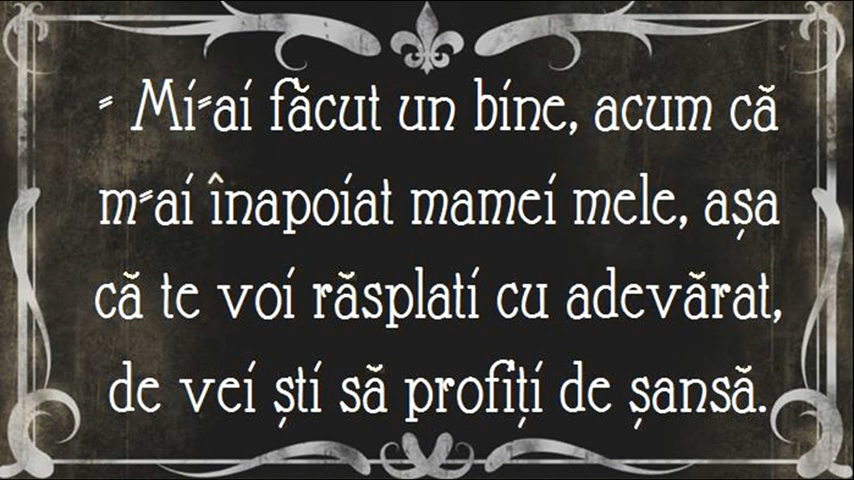 - Mi-ai făcut un bine, acum că
m-ai înapoiat mamei mele, așa
că te voi răsplati cu adevărat,
de vei ști să profiți de șansă.